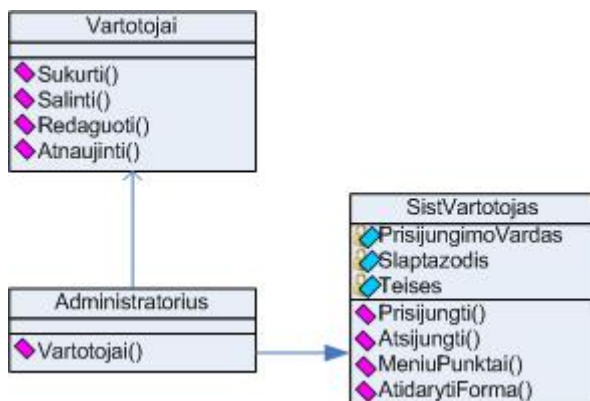 Vartotojai
Sukurti()
Salinti()
Redaguoti()
Atnaujinti()
SistVartotojas
PrisijungimoVardas
Slaptazodis
Teises
Prisijungti()
Atsijungti()
MeniuPunktai()
AtidarytiForma()
Administratorius
Vartotojai()